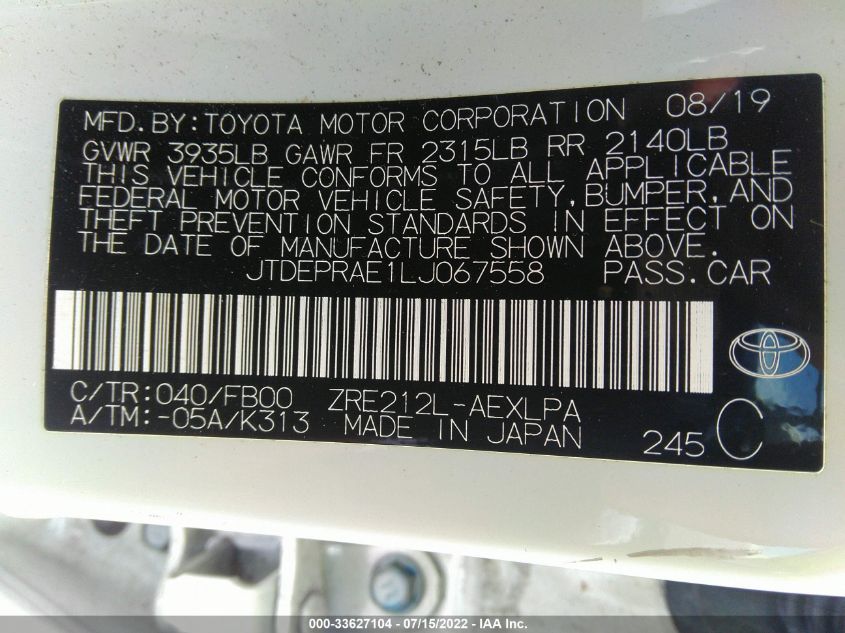 MFD.BY:TOYOTA MOTOR CORPORATION 08/19
GVWR 3935LB GAWR FR 2315LB RR 2140LB
THIS VEHICLE CONFORMS TO ALL APPLICABLE
FEDERAL MOTOR VEHICLE SAFETY,BUMPER,AND
THEFT PREVENTION STANDARDS IN EFFECT ON
THE DATE OF MANUFACTURE SHOWN ABOVE.
JTDEPRAE1LJ067558 PASS.CAR
C/TR:040/FB00 ZRE212L-AEXLPA
A/TM:-05A/K313 MADE IN JAPAN
245 C
000-33627104 - 07/15/2022 - IAA Inc.